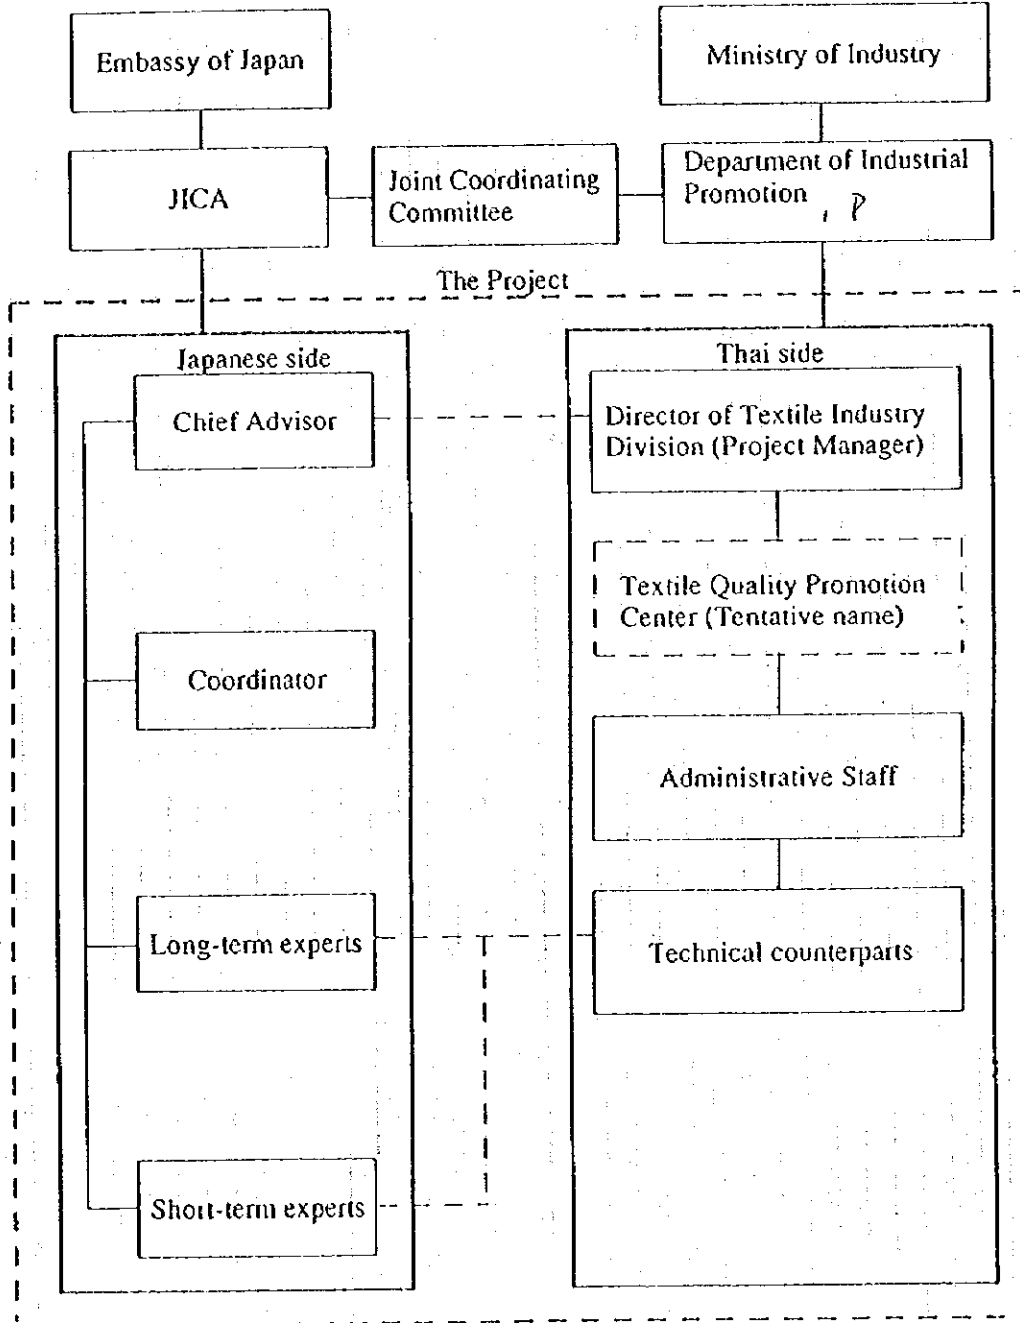 Embassy of Japan
Ministry of Industry
JICA
Joint Coordinating
Committee
Department of Industrial
Promotion
The Project
Japanese side
Thai side
Chief Advisor
Director of Textile Industry
Division (Project Manager)
Textile Quality Promotion
Center (Tentative name)
Coordinator
Administrative Staff
Long-term experts
Technical counterparts
Short-term experts